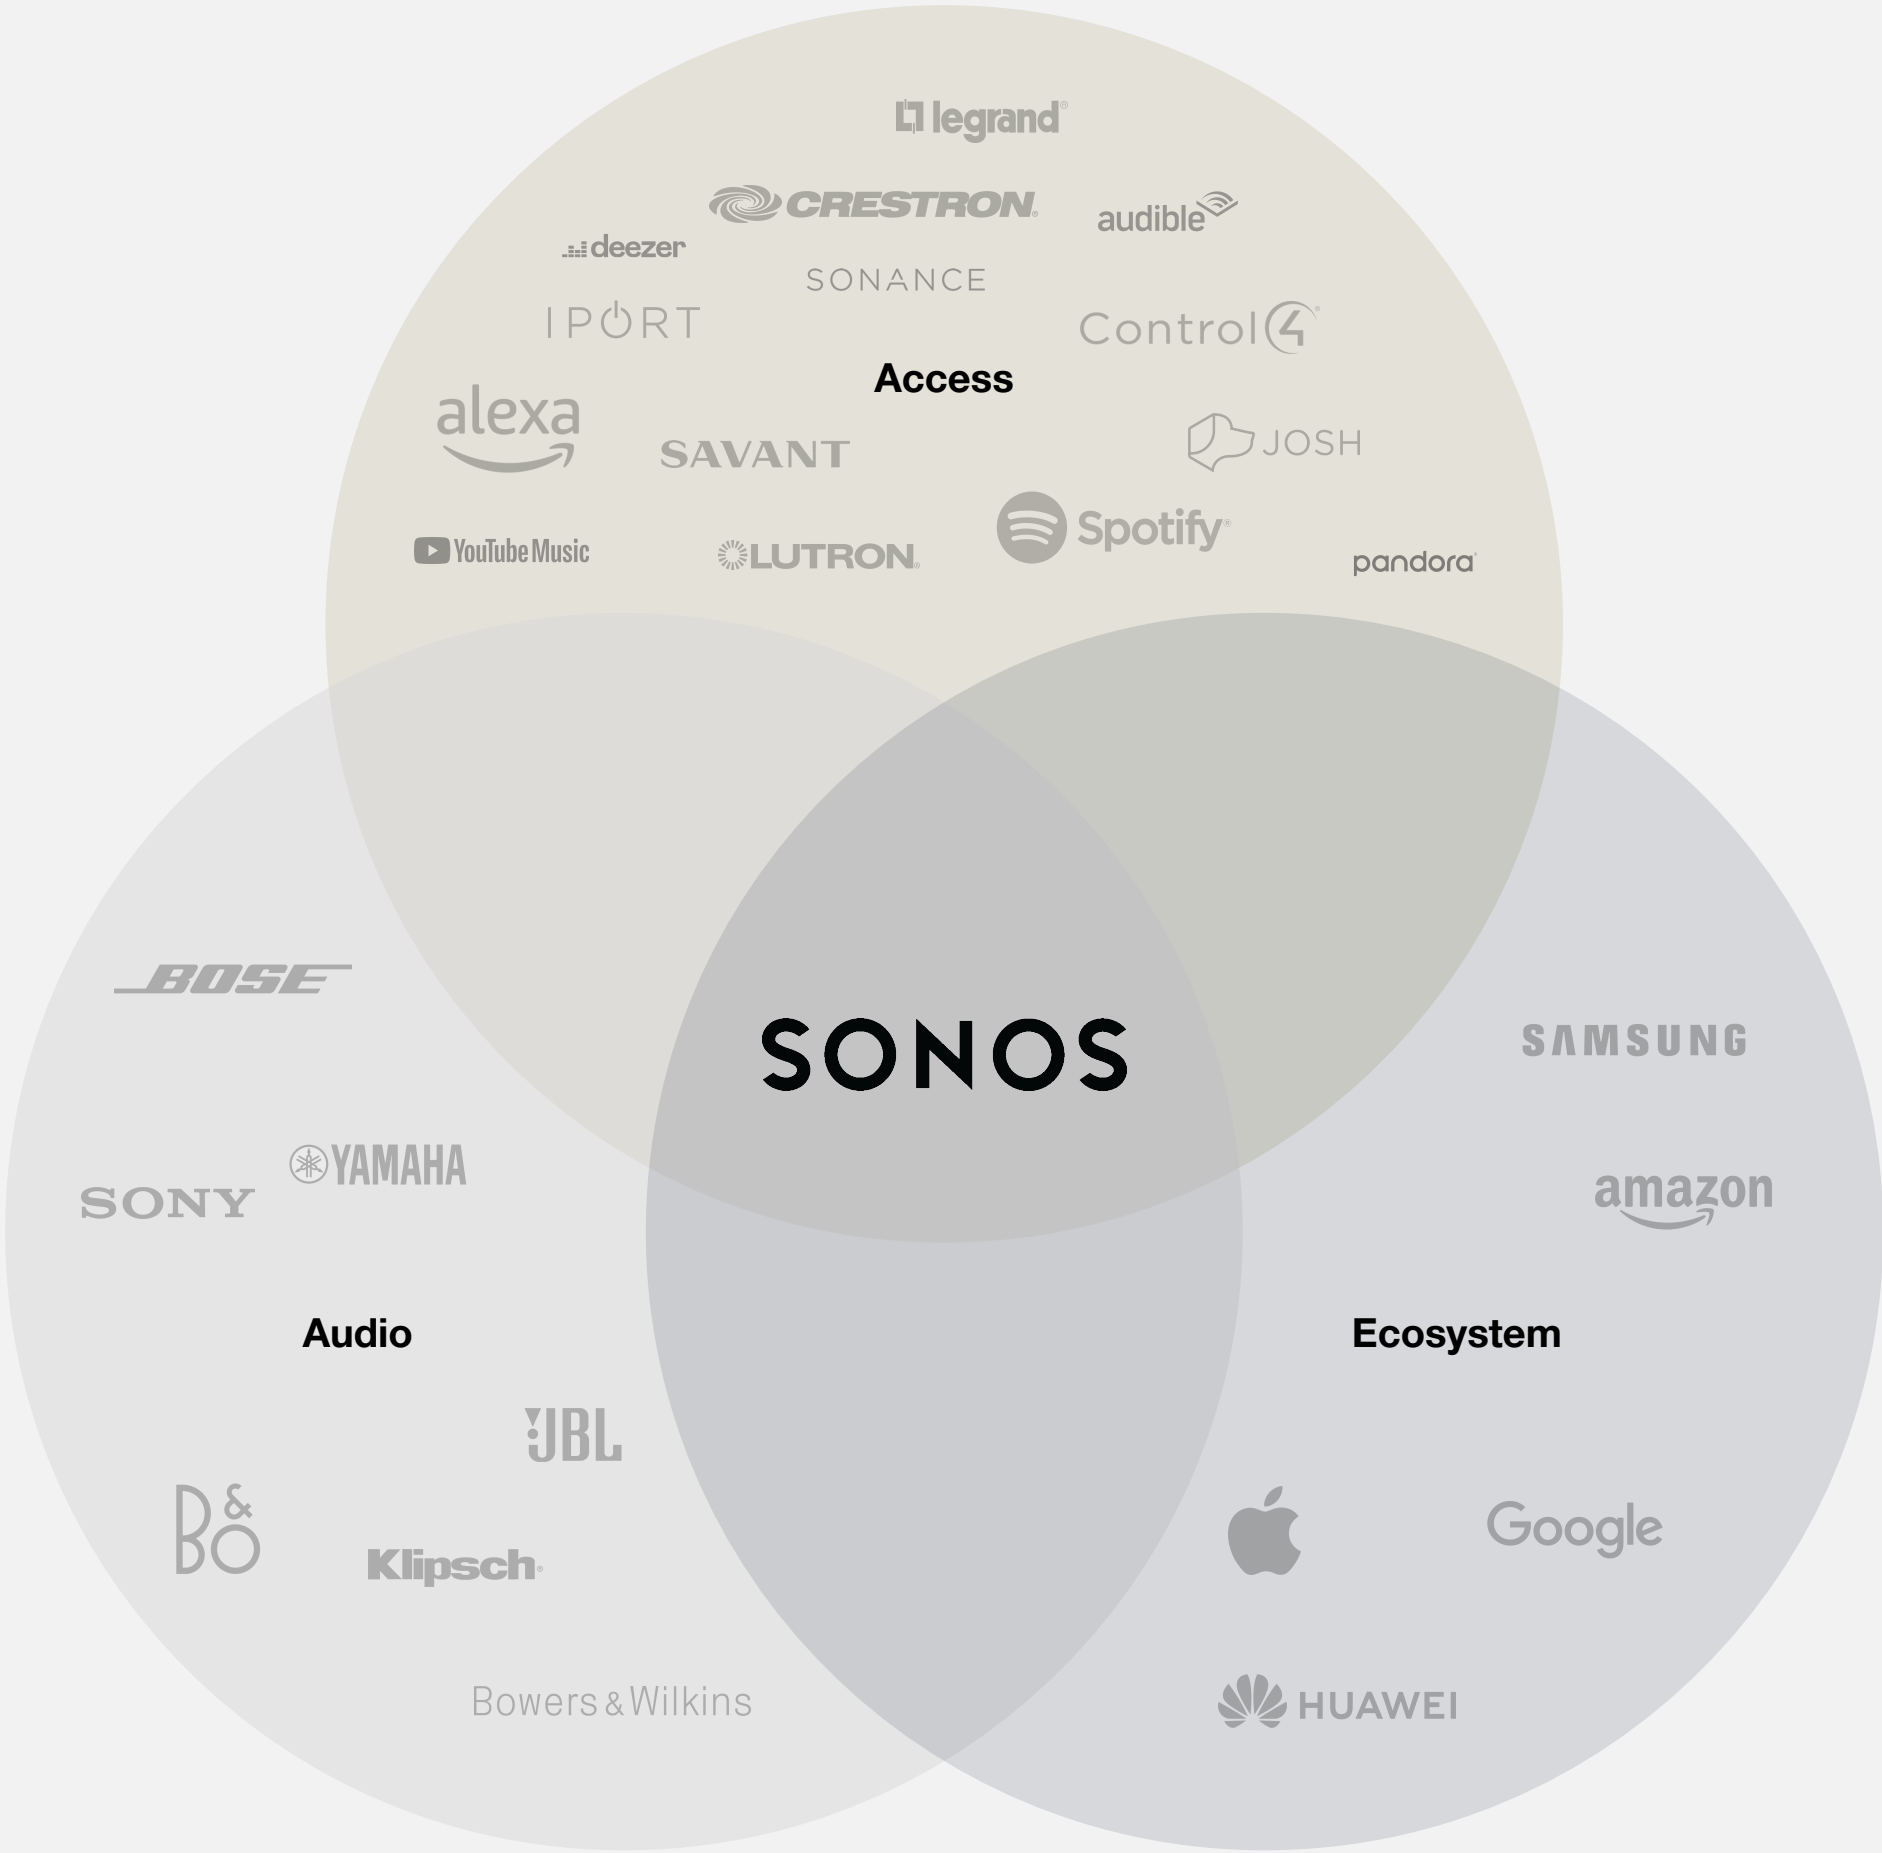 legrand®
CRESTRON®
audible
deezer
SONANCE
IPORT
Control4®
Access
alexa
SAVANT
JOSH
YouTube Music
LUTRON®
Spotify®
pandora
BOSE
SONOS
SAMSUNG
YAMAHA
SONY
amazon
Audio
Ecosystem
JBL
B&O
Klipsch®
Google
Bowers & Wilkins
HUAWEI